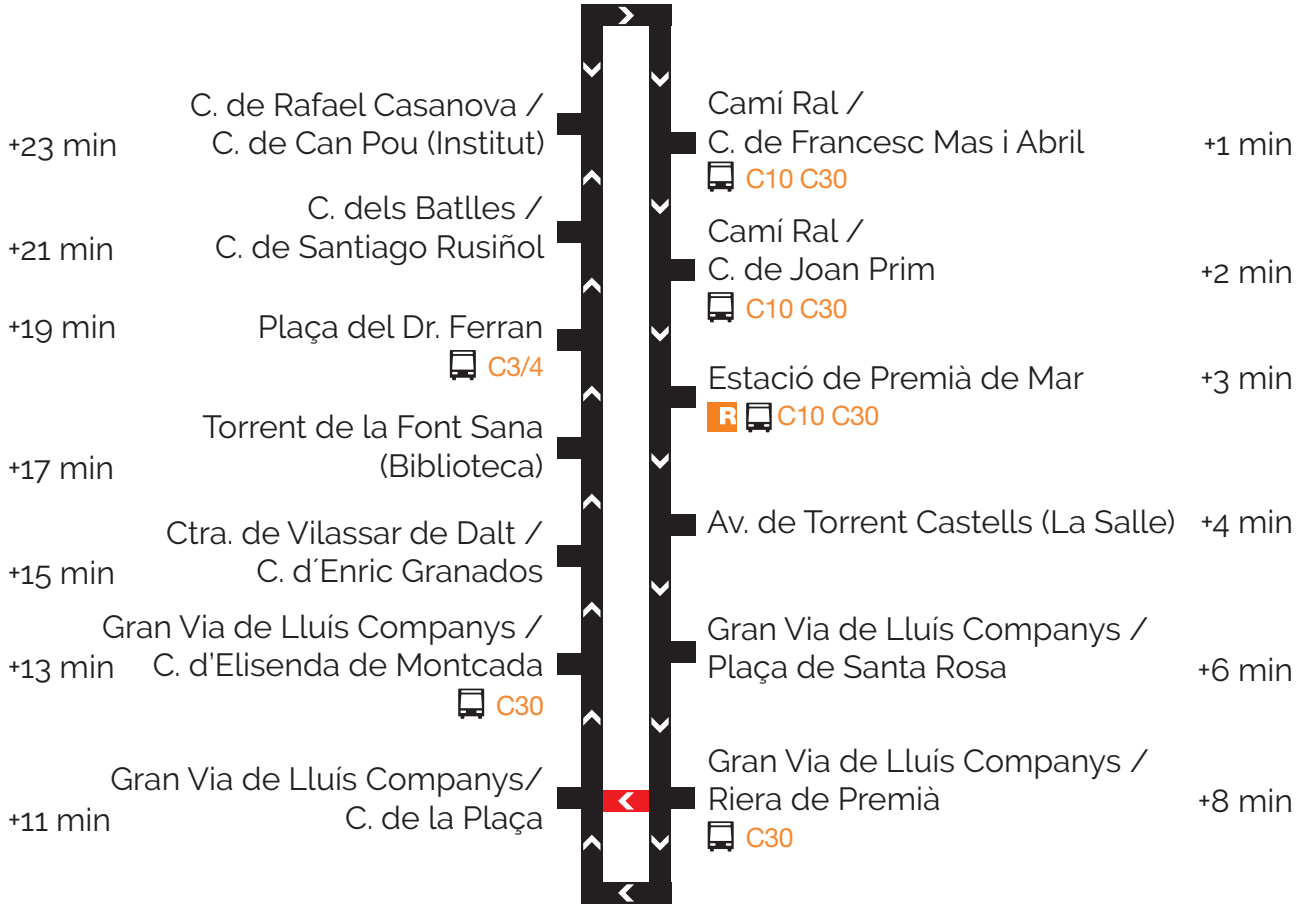 C. de Rafael Casanova /
+23 min C. de Can Pou (Institut)
C. dels Batlles /
+21 min C. de Santiago Rusiñol
+19 min Plaça del Dr. Ferran
C3/4
Torrent de la Font Sana
+17 min (Biblioteca)
Ctra. de Vilassar de Dalt /
+15 min C. d´Enric Granados
Gran Via de Lluís Companys /
+13 min C. d’Elisenda de Montcada
C30
Gran Via de Lluís Companys/
+11 min C. de la Plaça
Camí Ral /
C. de Francesc Mas i Abril +1 min
C10 C30
Camí Ral /
C. de Joan Prim +2 min
C10 C30
Estació de Premià de Mar +3 min
R C10 C30
Av. de Torrent Castells (La Salle) +4 min
Gran Via de Lluís Companys /
Plaça de Santa Rosa +6 min
Gran Via de Lluís Companys /
Riera de Premià +8 min
C30